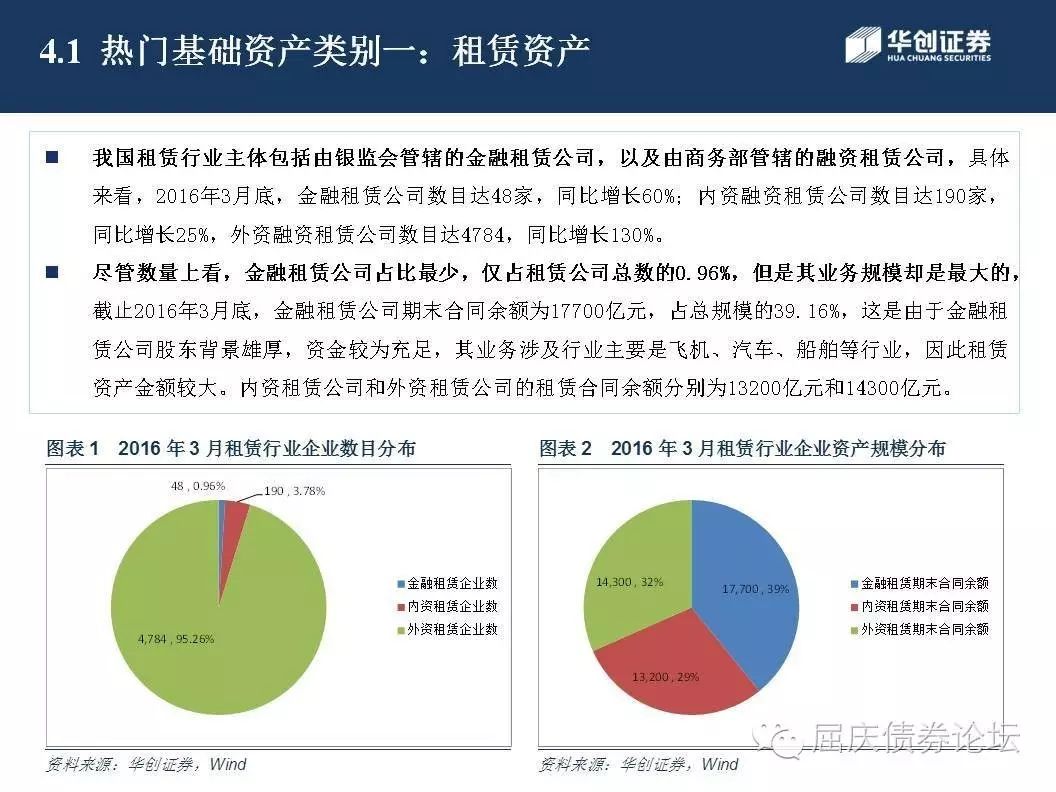 4.1 热门基础资产类别一：租赁资产
华创证券
HUA CHUANG SECURITIES
■ 我国租赁行业主体包括由银监会管辖的金融租赁公司，以及由商务部管辖的融资租赁公司，具体
来看，2016年3月底，金融租赁公司数目达48家，同比增长60%；内资融资租赁公司数目达190家，
同比增长25%，外资融资租赁公司数目达4784，同比增长130%。
■ 尽管数量上看，金融租赁公司占比最少，仅占租赁公司总数的0.96%，但是其业务规模却是最大的，
截止2016年3月底，金融租赁公司期末合同余额为17700亿元，占总规模的39.16%，这是由于金融租
赁公司股东背景雄厚，资金较为充足，其业务涉及行业主要是飞机、汽车、船舶等行业，因此租赁
资产金额较大。内资租赁公司和外资租赁公司的租赁合同余额分别为13200亿元和14300亿元。
图表 1 2016 年 3 月租赁行业企业数目分布
48 , 0.96%
190 , 3.78%
4,784 , 95.26%
金融租赁企业数
内资租赁企业数
外资租赁企业数
资料来源：华创证券，Wind
图表 2 2016 年 3 月租赁行业企业资产规模分布
14,300 , 32%
17,700 , 39%
13,200 , 29%
金融租赁期末合同余额
内资租赁期末合同余额
外资租赁期末合同余额
资料来源：华创证券，Wind
屈庆债券论坛